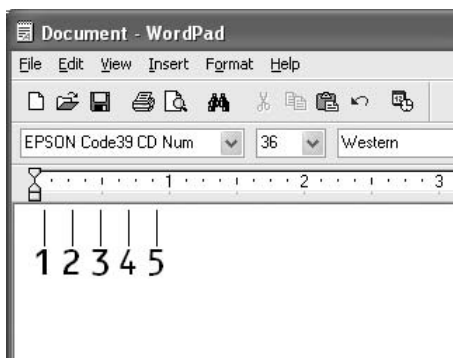 Document - WordPad
File Edit View Insert Format Help
EPSON Code39 CD Num 36 Western
1 2 3
1 2 3 4 5